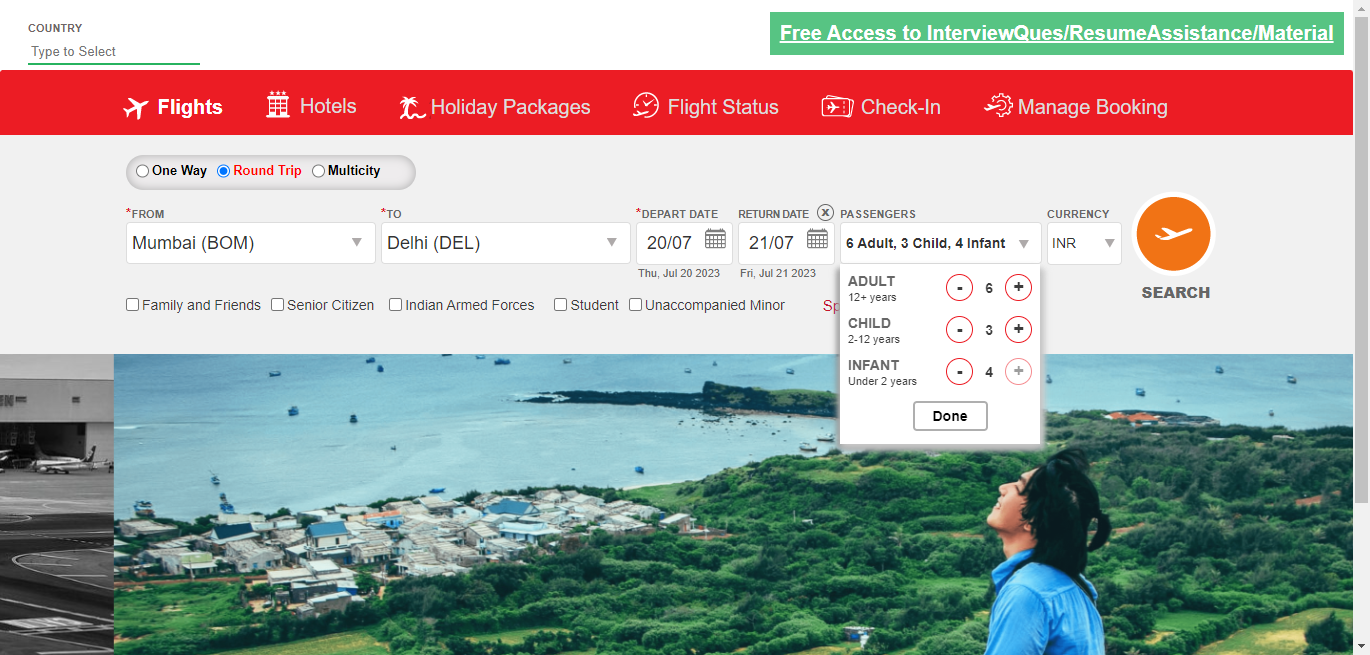 COUNTRY
Type to Select
Free Access to InterviewQues/ResumeAssistance/Material
Flights
Hotels
Holiday Packages
Flight Status
Check-In
Manage Booking
One Way
Round Trip
Multicity
*FROM
*TO
*DEPART DATE
RETURN DATE
X
PASSENGERS
CURRENCY
Mumbai (BOM)
Delhi (DEL)
20/07
21/07
6 Adult, 3 Child, 4 Infant
INR
Thu, Jul 20 2023
Fri, Jul 21 2023
SEARCH
Family and Friends
Senior Citizen
Indian Armed Forces
Student
Unaccompanied Minor
ADULT
12+ years
- 6 +
CHILD
2-12 years
- 3 +
INFANT
Under 2 years
- 4 +
Done